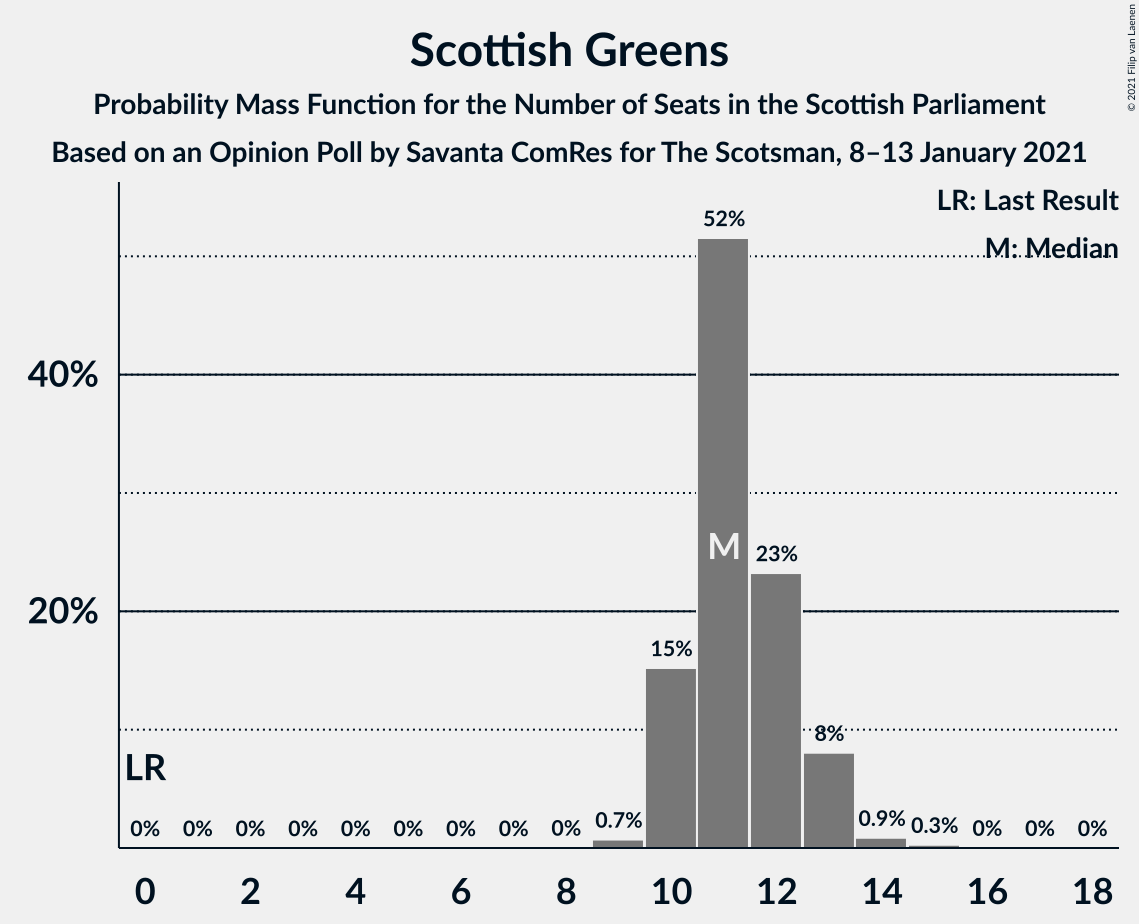 Scottish Greens
Probability Mass Function for the Number of Seats in the Scottish Parliament
Based on an Opinion Poll by Savanta ComRes for The Scotsman, 8–13 January 2021
© 2021 Filip van Laenen
LR: Last Result
M: Median
52%
40%
M
23%
20%
15%
8%
LR
0% 0% 0% 0% 0% 0% 0% 0% 0% 0.7% 0.9% 0.3% 0% 0% 0%
0 2 4 6 8 10 12 14 16 18